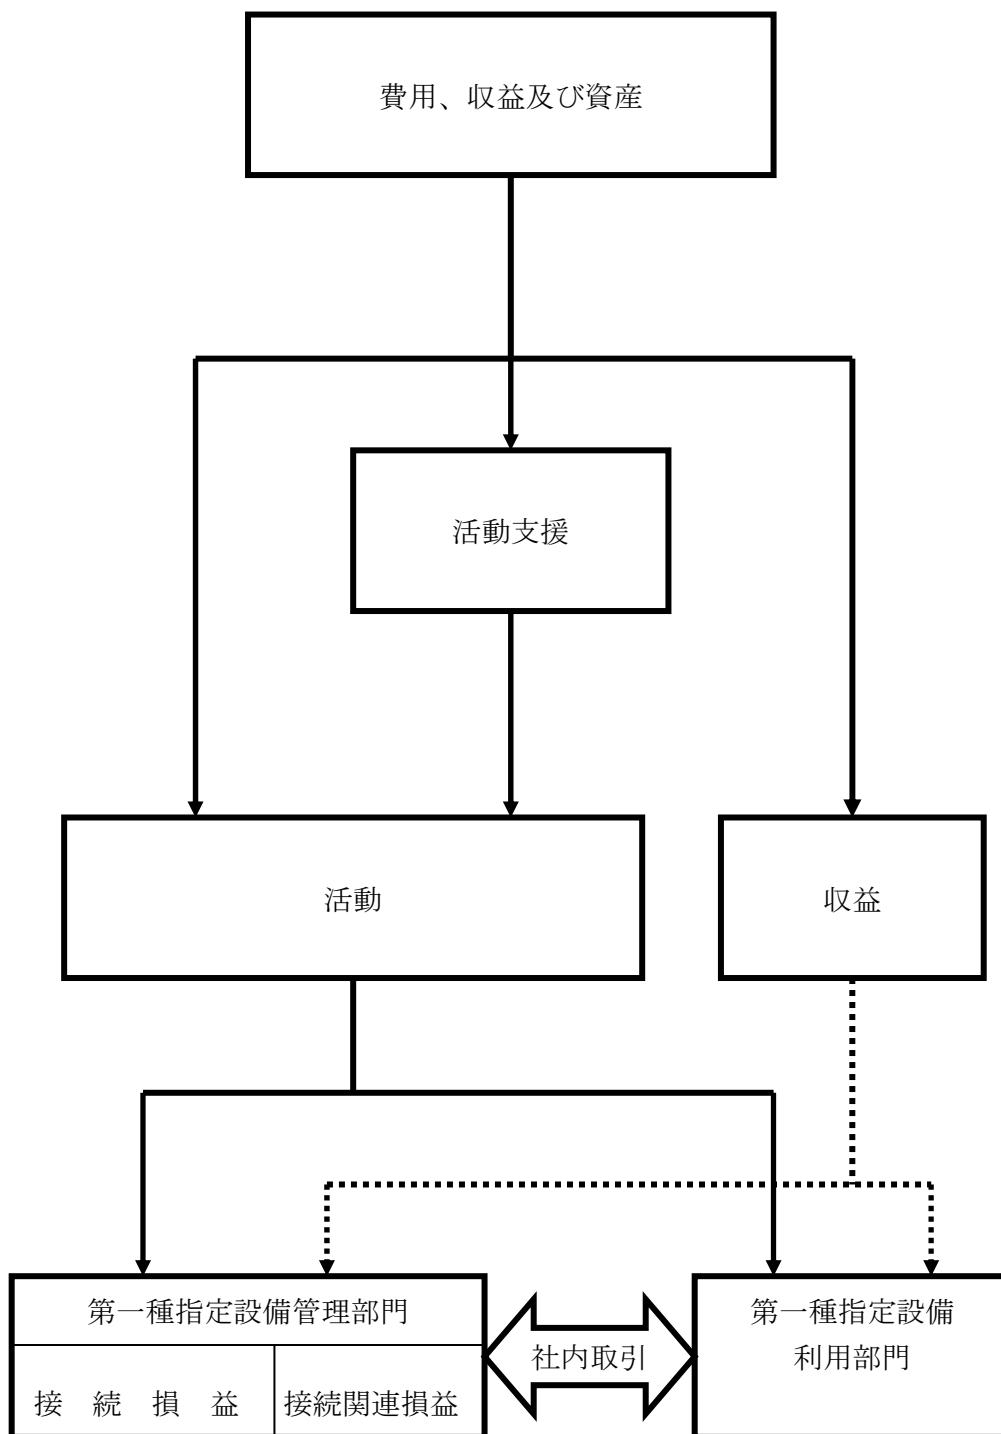 費用、収益及び資産
活動支援
活動
収益
第一種指定設備管理部門
接続損益
接続関連損益
社内取引
第一種指定設備
利用部門